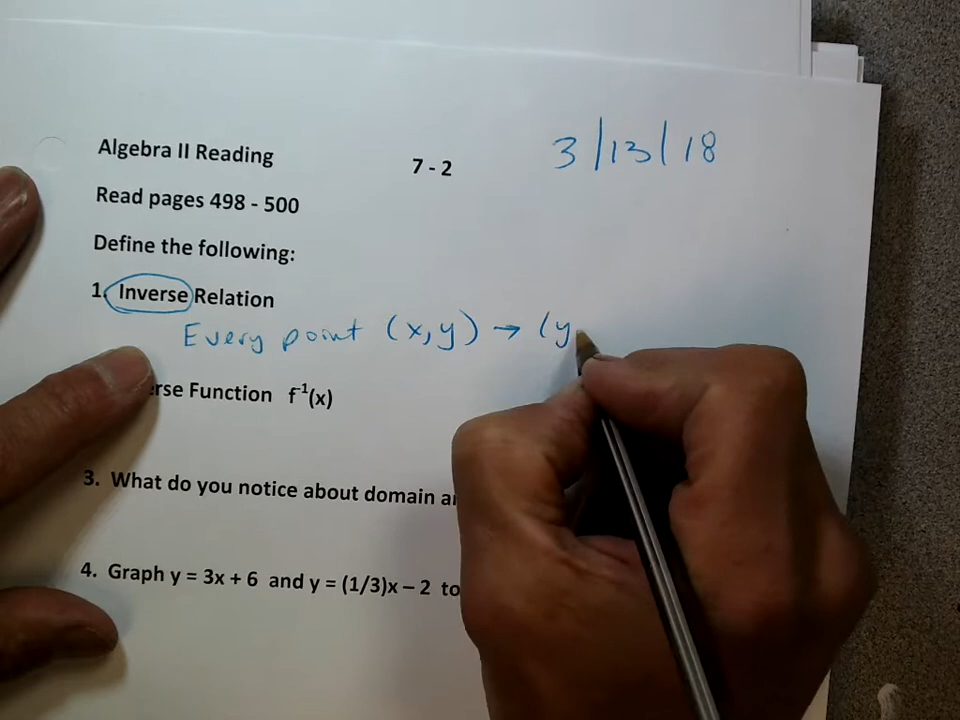 Algebra II Reading 7 - 2 3/13/18
Read pages 498 - 500
Define the following:
1. Inverse Relation
Every point (x,y) → (y
rse Function f⁻¹(x)
3. What do you notice about domain
4. Graph y = 3x + 6 and y = (1/3)x – 2 to